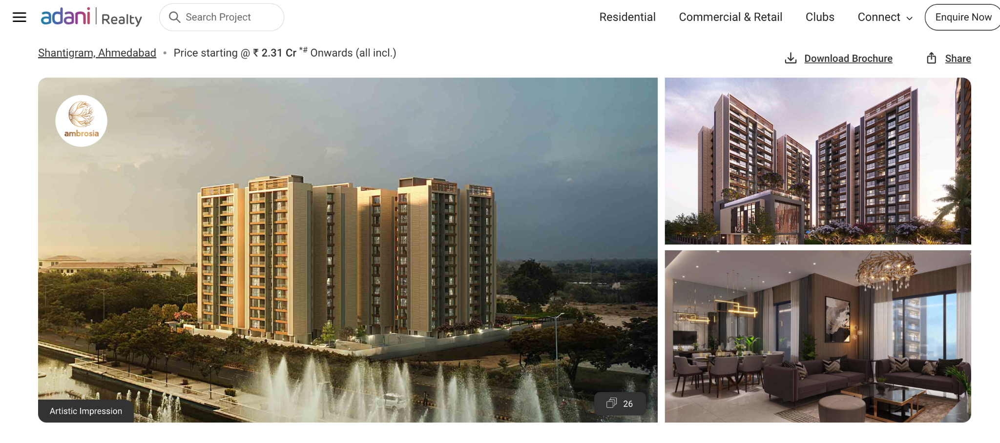 adani Realty
Search Project
Residential
Commercial & Retail
Clubs
Connect
Enquire Now
Shantigram, Ahmedabad • Price starting @ ₹ 2.31 Cr *# Onwards (all incl.)
Download Brochure
Share
ambrosia
Artistic Impression
26